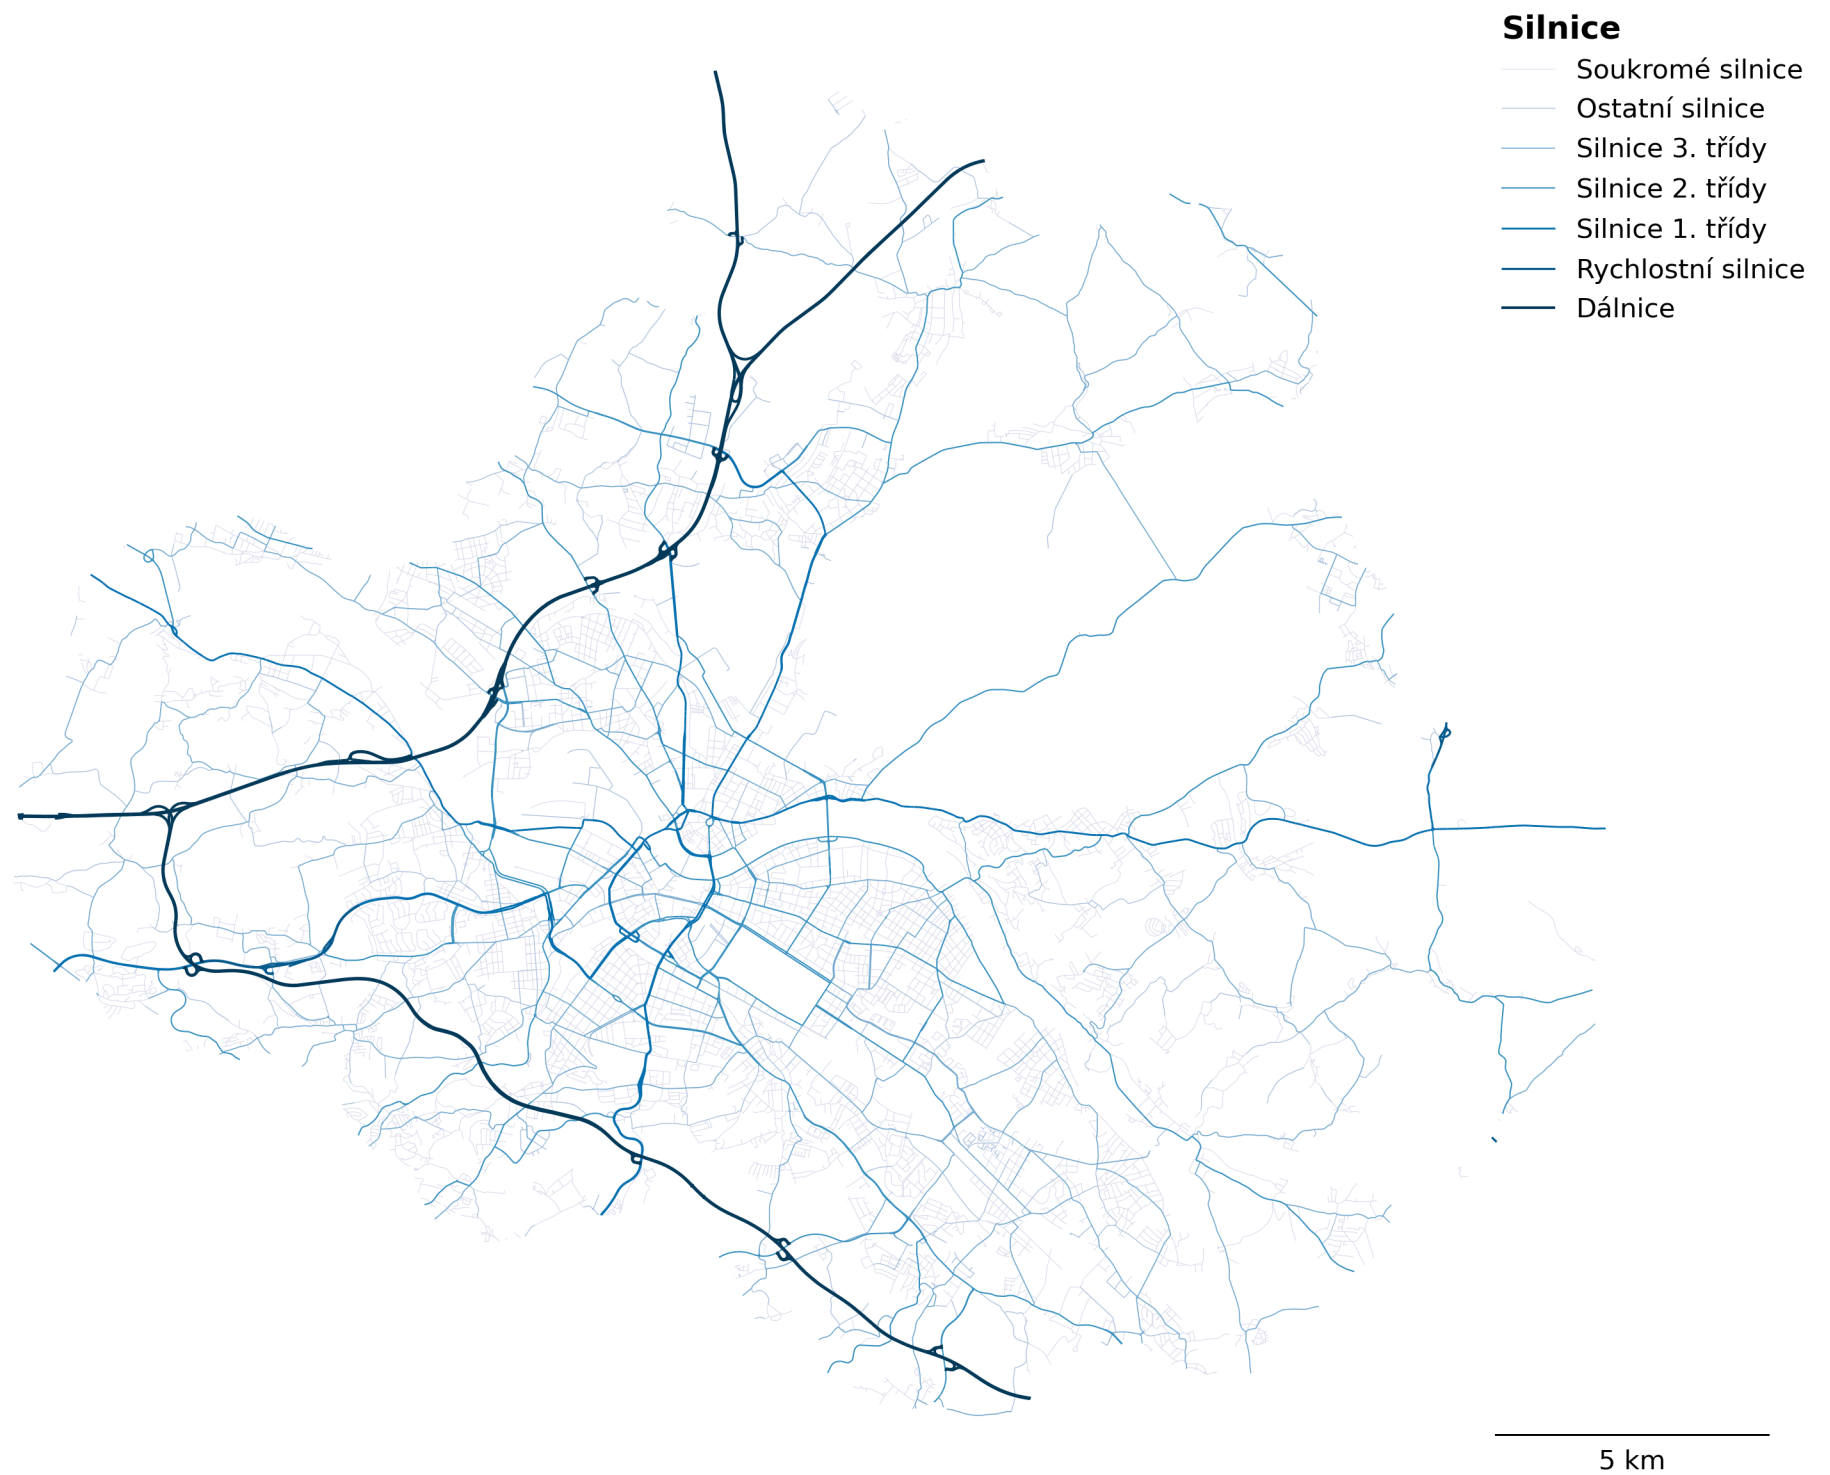 Silnice
Soukromé silnice
Ostatní silnice
Silnice 3. třídy
Silnice 2. třídy
Silnice 1. třídy
Rychlostní silnice
Dálnice
5 km